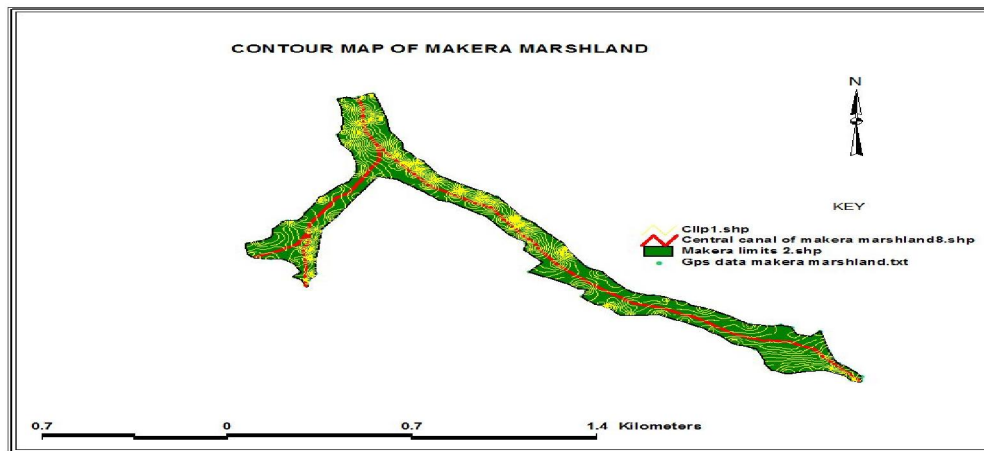 CONTOUR MAP OF MAKERA MARSHLAND
N
KEY
Clip1.shp
Central canal of makera marshland8.shp
Makera limits 2.shp
Gps data makera marshland.txt
0.7 0 0.7 1.4 Kilometers